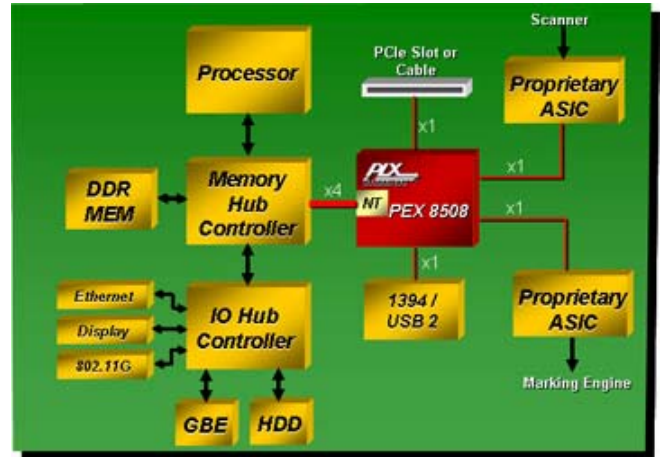 Scanner
PCIe Slot or
Cable
Processor
Proprietary
ASIC
x1
x1
PLX
DDR
MEM
Memory
Hub
Controller
x4
NT
PEX 8508
x1
x1
Ethernet
Display
802.11G
IO Hub
Controller
1394 /
USB 2
Proprietary
ASIC
Marking Engine
GBE
HDD